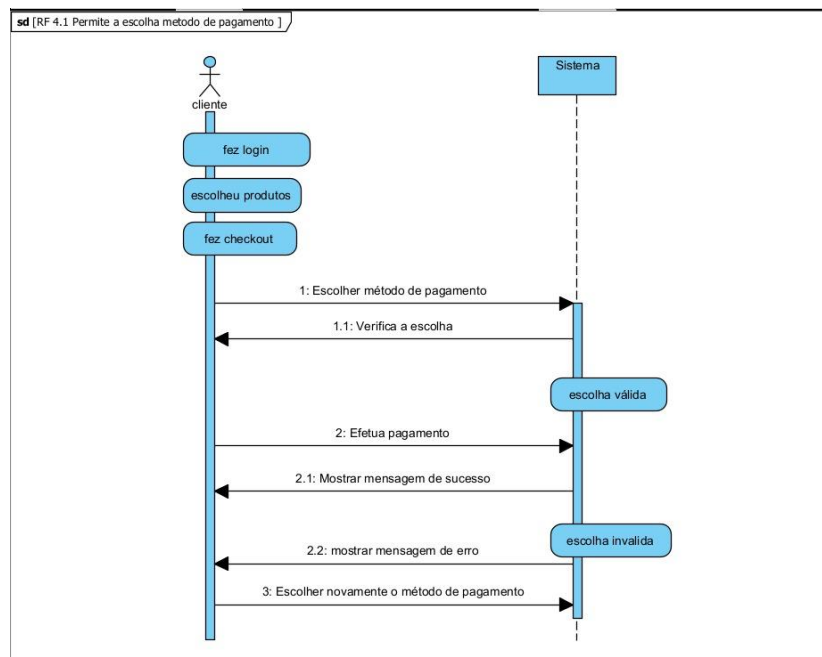 sd [RF 4.1 Permite a escolha metodo de pagamento ]
Sistema
cliente
fez login
escolheu produtos
fez checkout
1: Escolher método de pagamento
1.1: Verifica a escolha
escolha válida
2: Efetua pagamento
2.1: Mostrar mensagem de sucesso
escolha invalida
2.2: mostrar mensagem de erro
3: Escolher novamente o método de pagamento